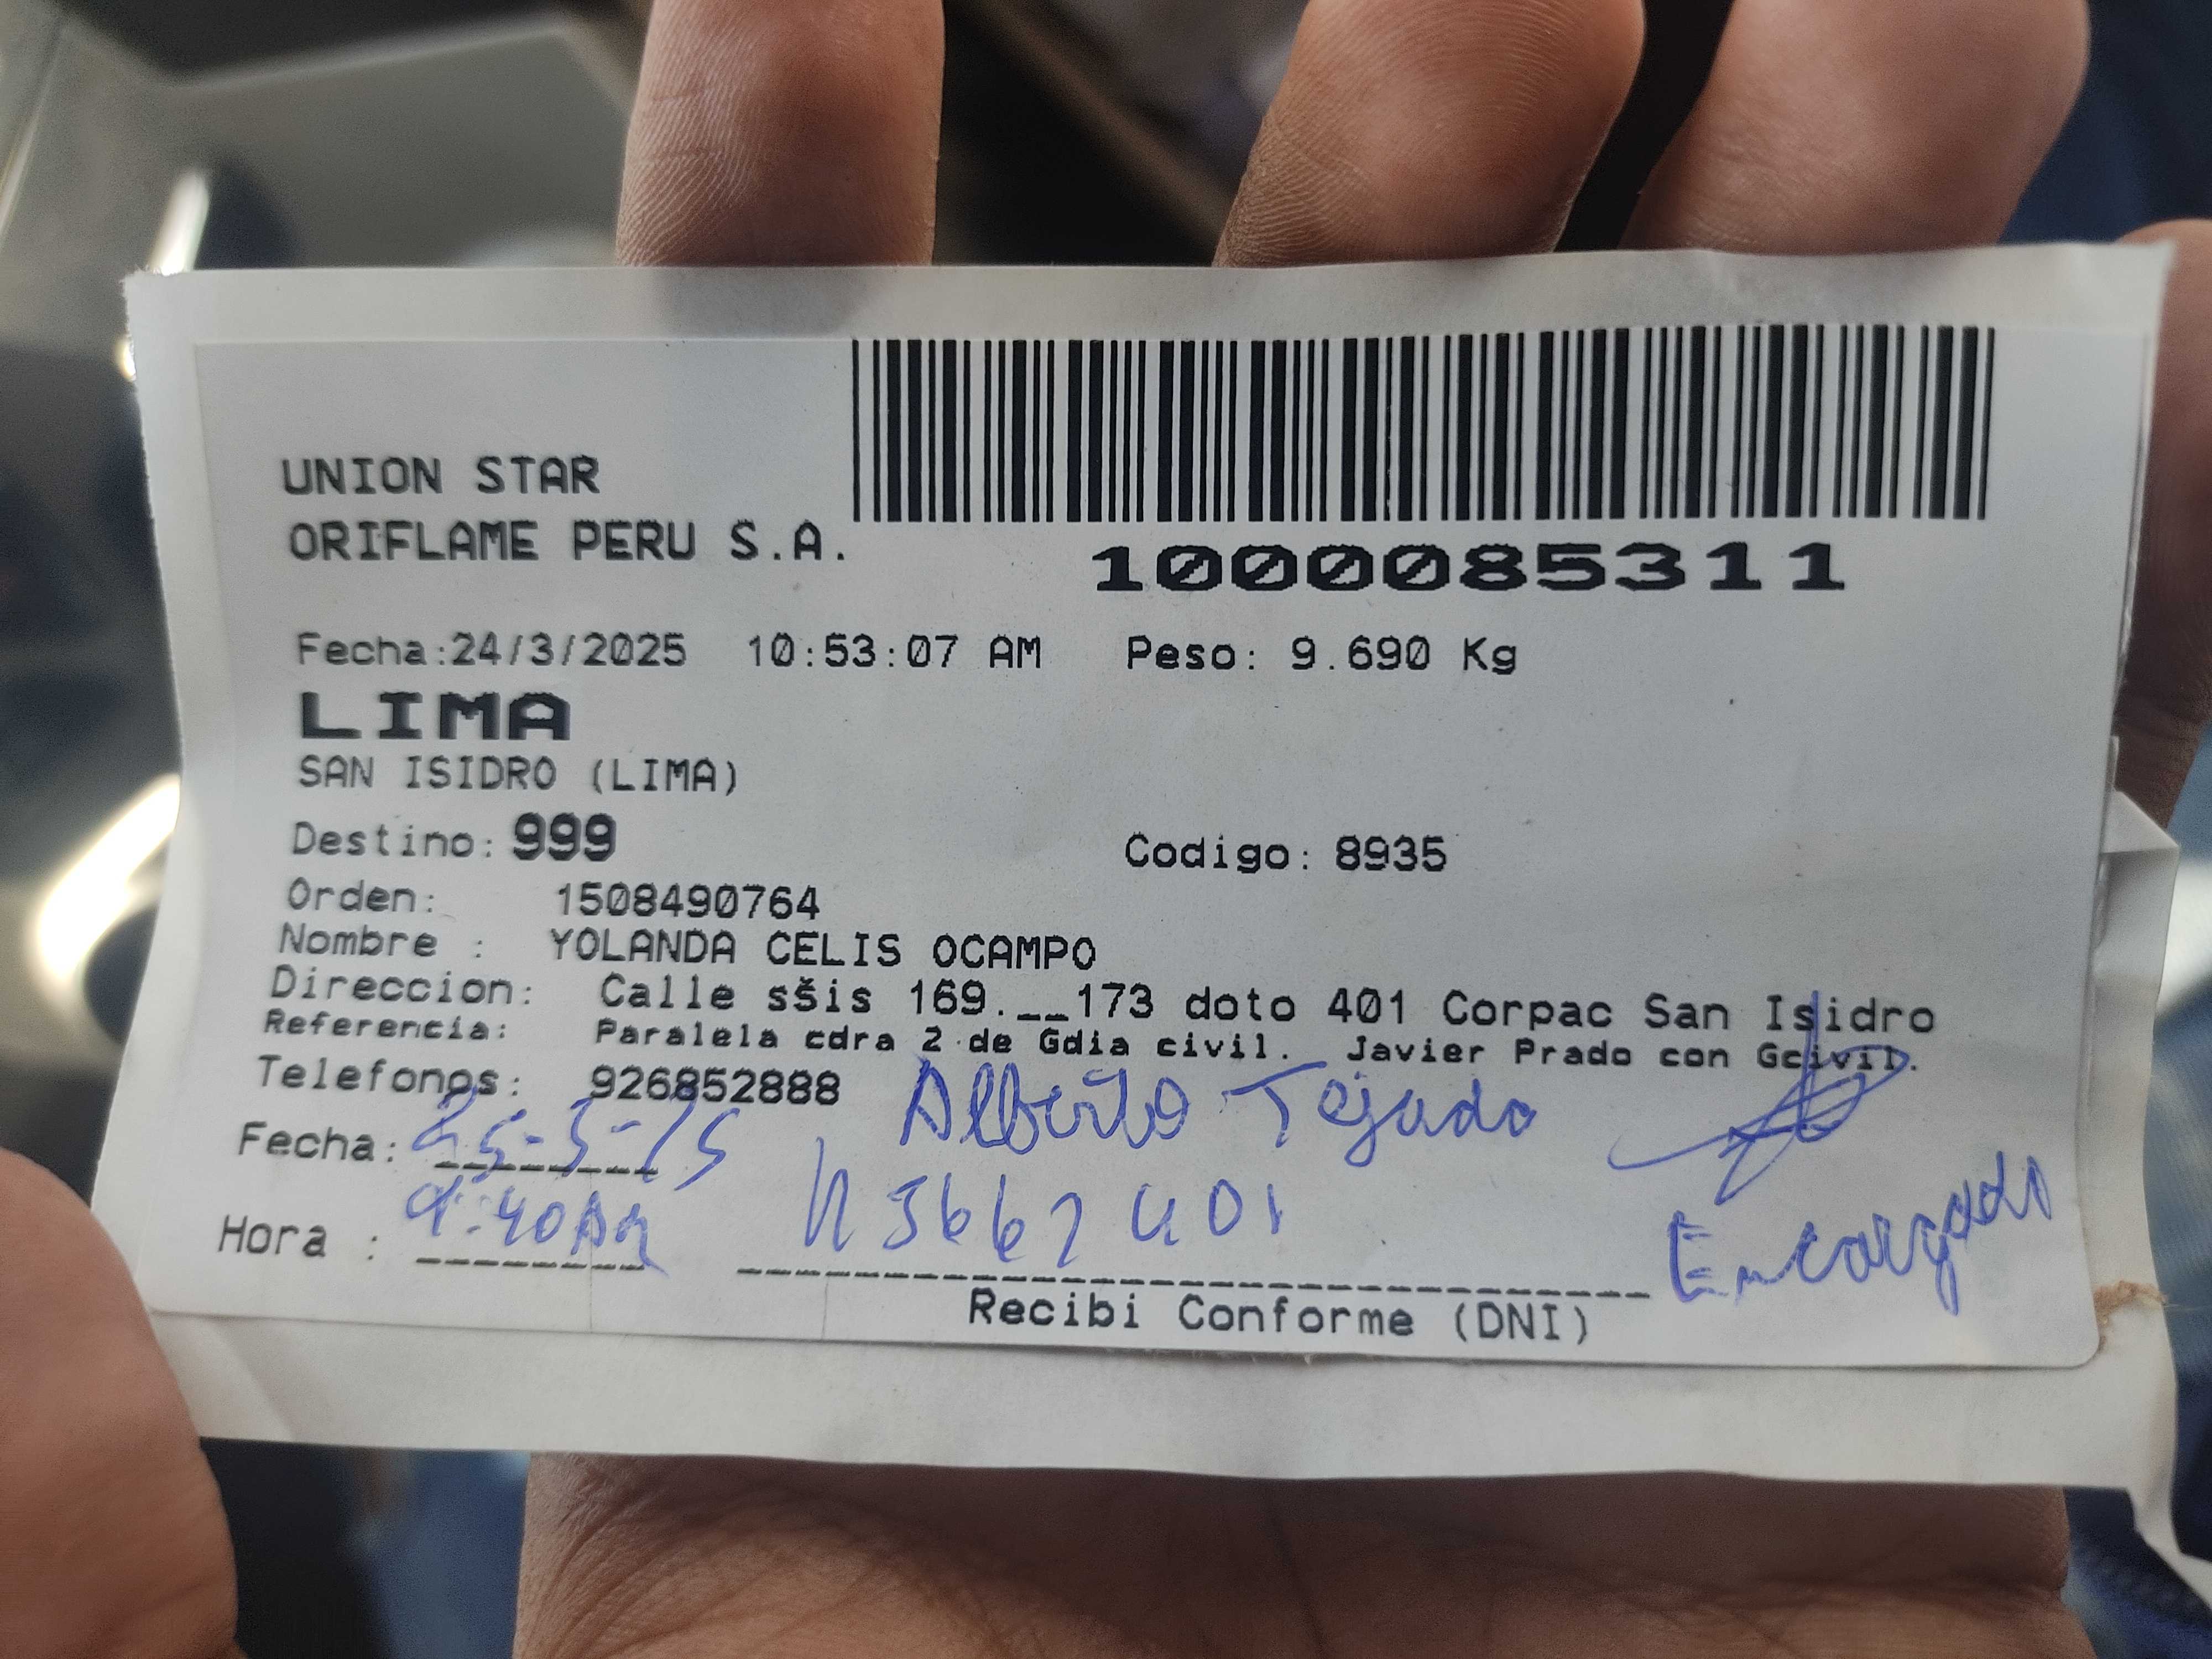 UNION STAR
ORIFLAME PERU S.A.
1000085311
Fecha:24/3/2025 10:53:07 AM Peso: 9.690 Kg
LIMA
SAN ISIDRO (LIMA)
Destino: 999 Codigo: 8935
Orden: 1508490764
Nombre : YOLANDA CELIS OCAMPO
Direccion: Calle sšis 169.__173 doto 401 Corpac San Isidro
Referencia: Paralela cdra 2 de Gdia civil. Javier Prado con Gcivil.
Telefonos: 926852888
Alberto Tejada
Fecha: 25-3-25
Hora :
Encargado
Recibi Conforme (DNI)